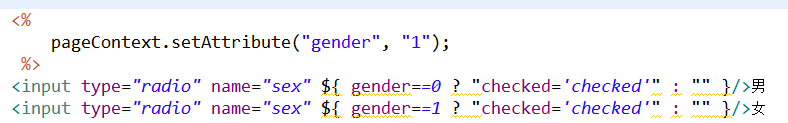 <%
pageContext.setAttribute("gender", "1");
%>
<input type="radio" name="sex" ${ gender==0 ? "checked='checked'" : "" }/>男
<input type="radio" name="sex" ${ gender==1 ? "checked='checked'" : "" }/>女